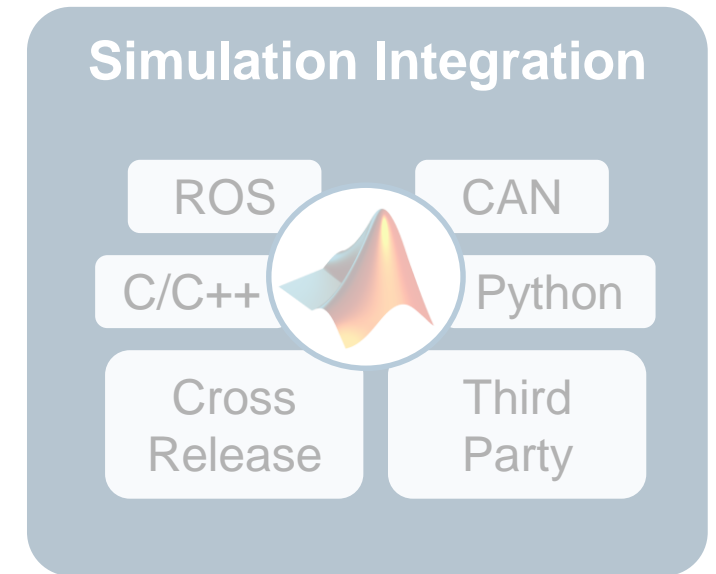 Simulation Integration
ROS
CAN
C/C++
Python
Cross
Release
Third
Party